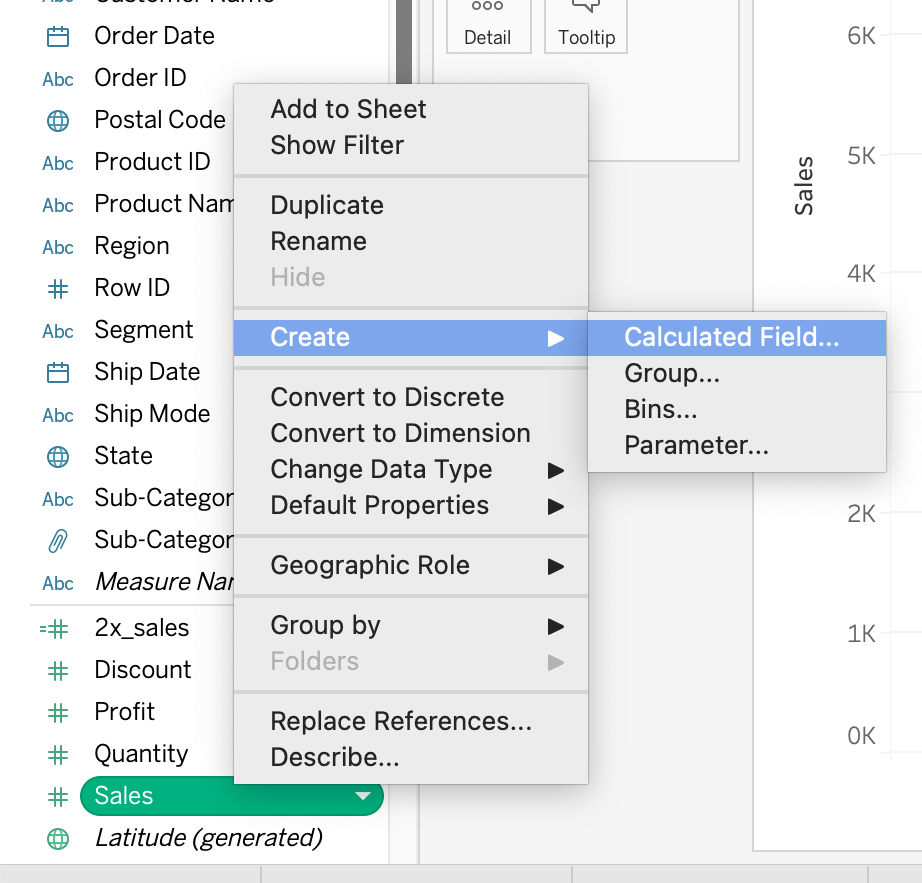 Abc Customer Name
Order Date
Abc Order ID
Postal Code
Abc Product ID
Abc Product Nam
Abc Region
Row ID
Abc Segment
Ship Date
Abc Ship Mode
State
Abc Sub-Categor
Sub-Categor
Abc Measure Nar
2x_sales
Discount
Profit
Quantity
Sales
Latitude (generated)
Detail
Tooltip
Add to Sheet
Show Filter
Duplicate
Rename
Hide
Create
Convert to Discrete
Convert to Dimension
Change Data Type
Default Properties
Geographic Role
Group by
Folders
Replace References...
Describe...
Calculated Field...
Group...
Bins...
Parameter...
Sales
6K
5K
4K
2K
1K
0K